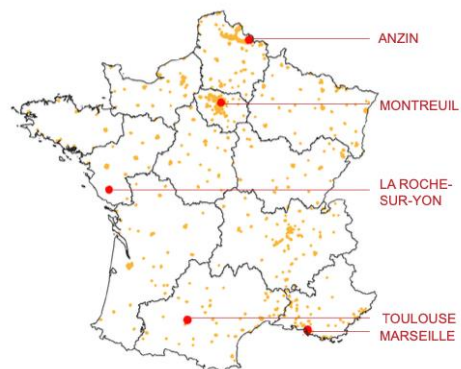 ANZIN
MONTREUIL
LA ROCHE-
SUR-YON
TOULOUSE
MARSEILLE